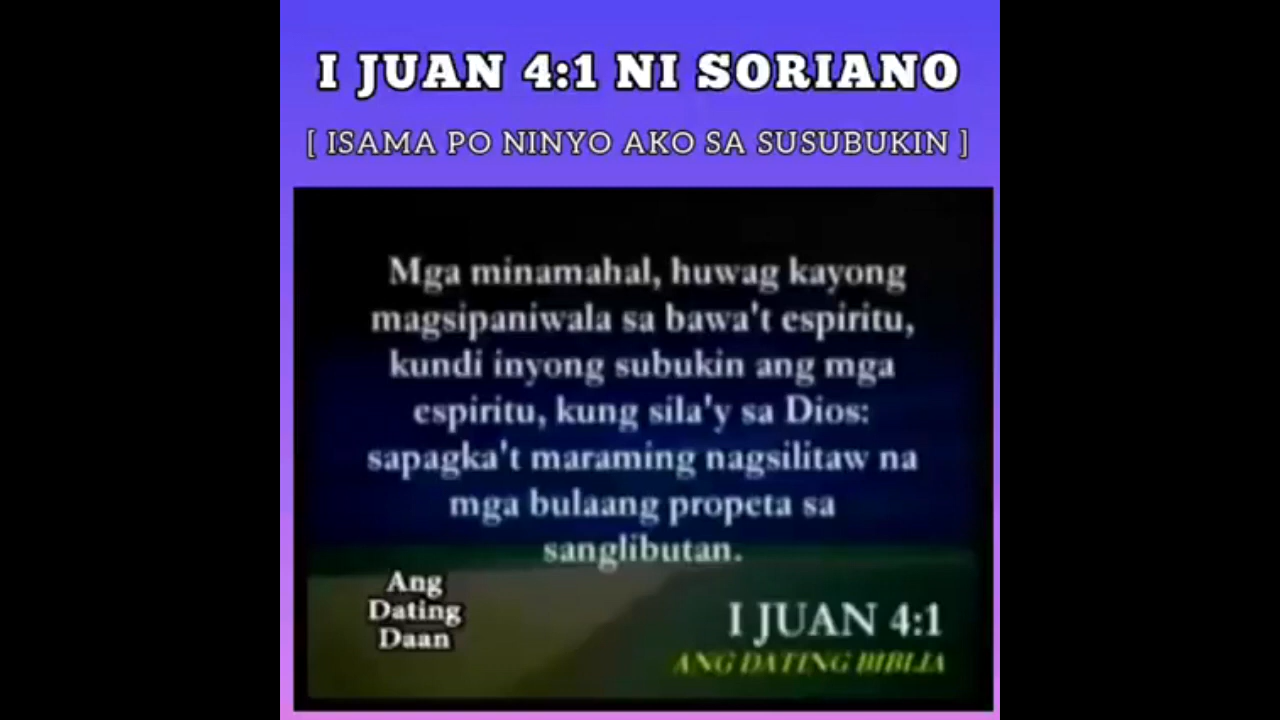 I JUAN 4:1 NI SORIANO
[ ISAMA PO NINYO AKO SA SUSUBUKIN ]
Mga minamahal, huwag kayong
magsipaniwala sa bawa't espiritu,
kundi inyong subukin ang mga
espiritu, kung sila'y sa Dios:
sapagka't maraming nagsilitaw na
mga bulaang propeta sa
sanglibutan.
Ang
Dating
Daan
I JUAN 4:1
ANG DATING BIBLIA